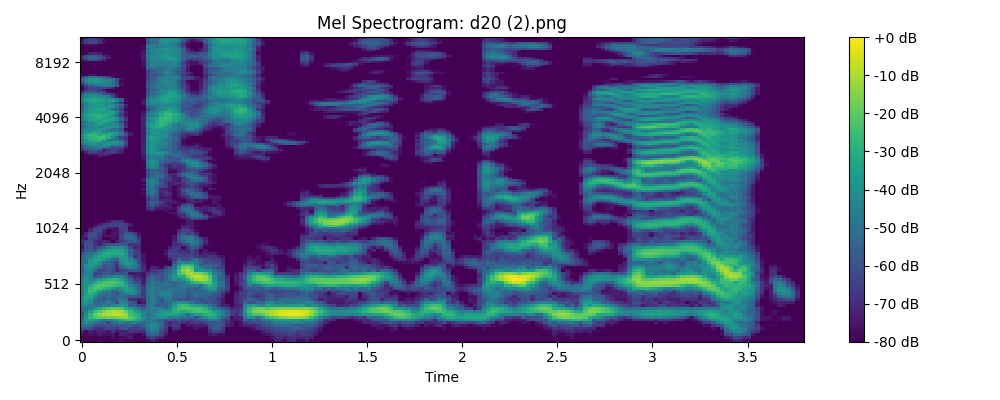 Mel Spectrogram: d20 (2).png
+0 dB
-10 dB
-20 dB
-30 dB
-40 dB
-50 dB
-60 dB
-70 dB
-80 dB
Hz
8192
4096
2048
1024
512
0
0 0.5 1 1.5 2 2.5 3 3.5
Time